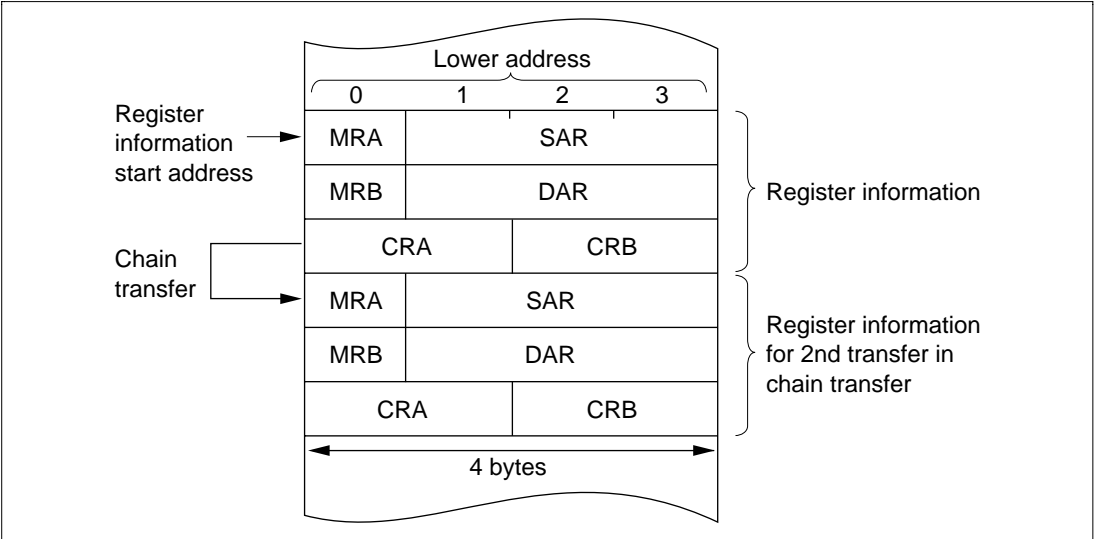 Lower address
0 1 2 3
Register
information
start address
MRA SAR
MRB DAR
Register information
CRA CRB
Chain
transfer
MRA SAR
MRB DAR
Register information
for 2nd transfer in
chain transfer
CRA CRB
4 bytes